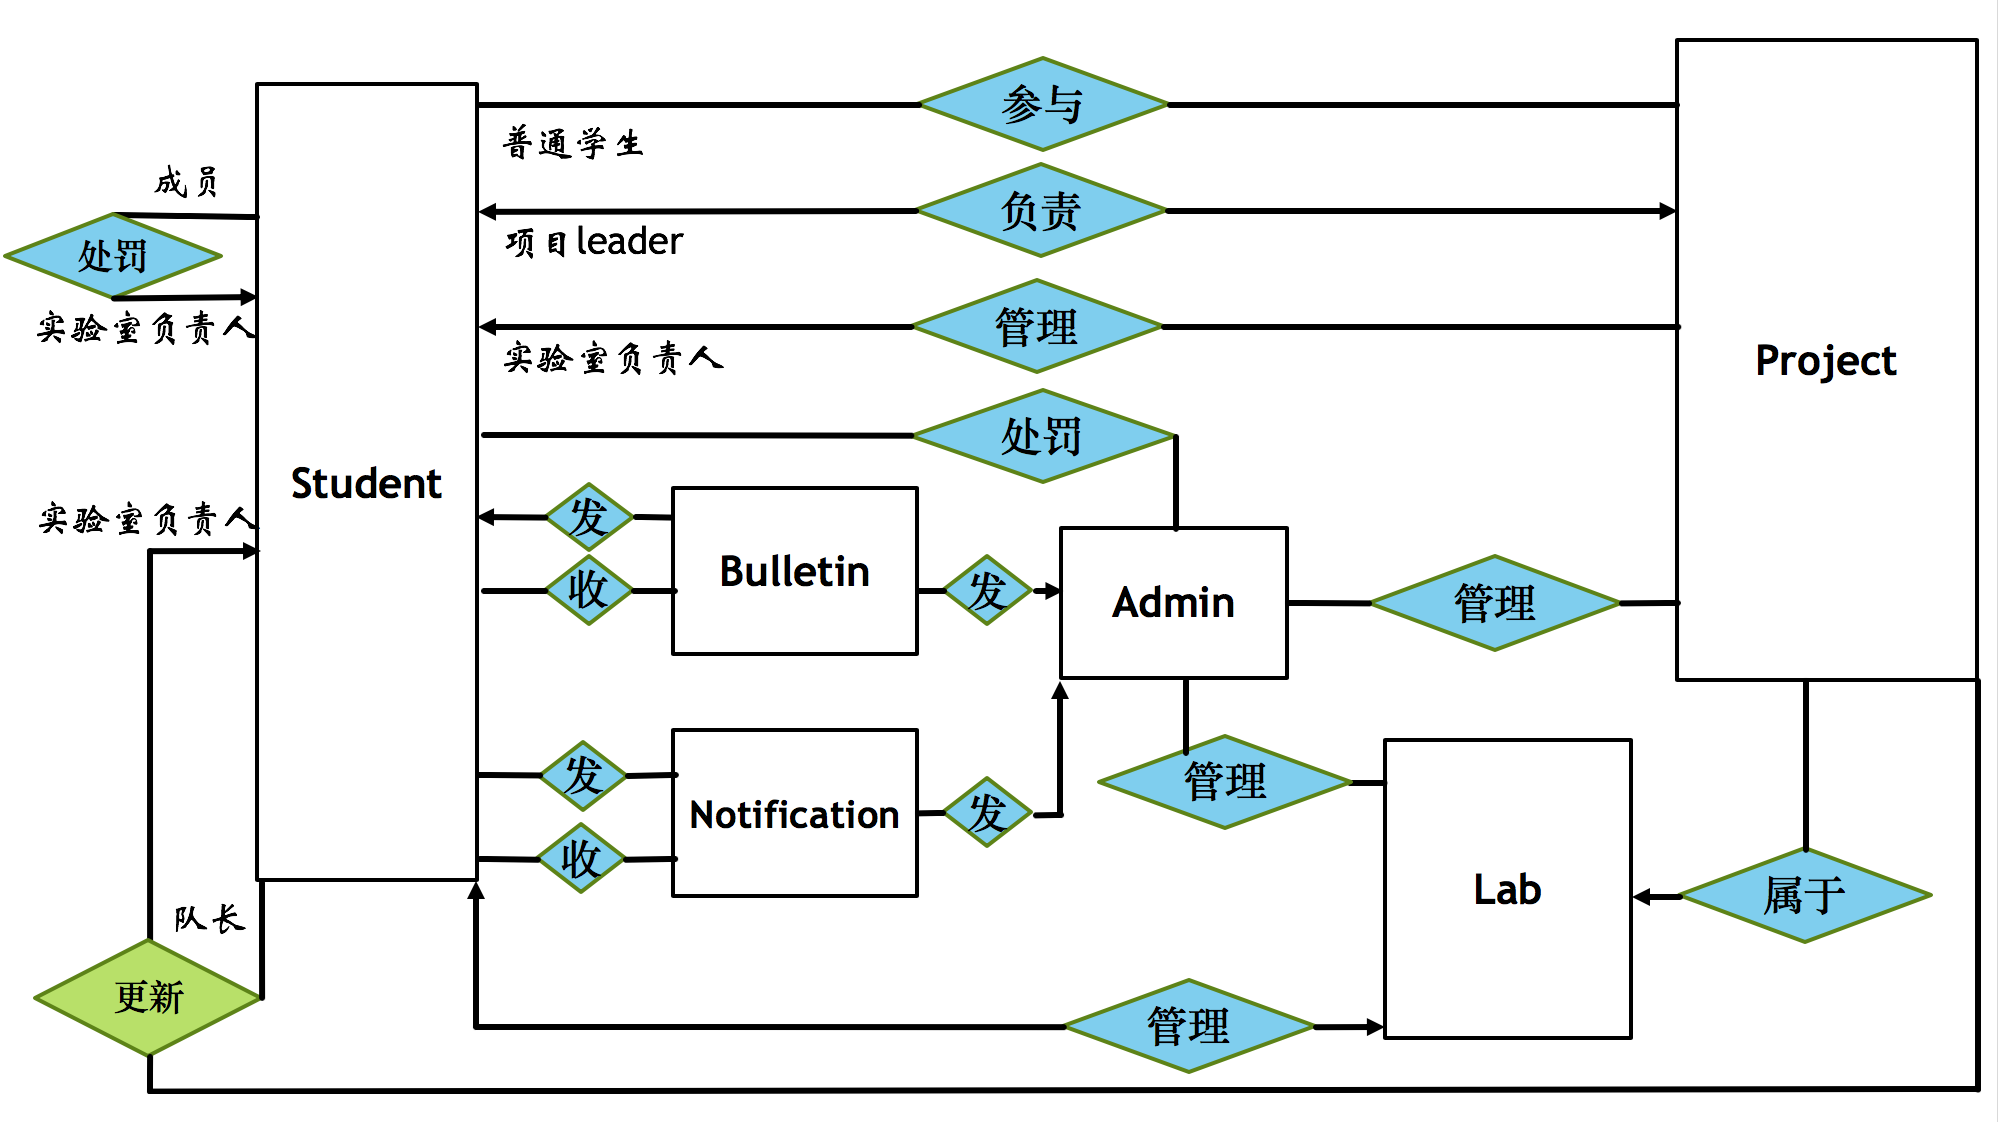 参与
普通学生
成员
负责
处罚
项目leader
实验室负责人
管理
实验室负责人
Project
处罚
Student
实验室负责人
发
Bulletin
收
发
Admin
管理
发
管理
Notification
发
收
Lab
属于
队长
更新
管理